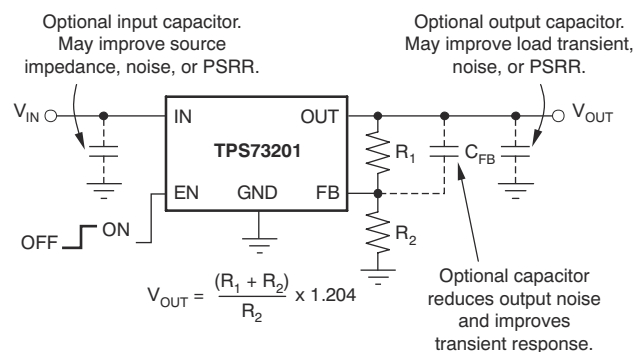 Optional input capacitor.
May improve source
impedance, noise, or PSRR.
Optional output capacitor.
May improve load transient,
noise, or PSRR.
V_IN
IN
OUT
V_OUT
TPS73201
R_1
C_FB
EN
GND
FB
OFF
ON
R_2
V_OUT = (R_1 + R_2) / R_2 x 1.204
Optional capacitor
reduces output noise
and improves
transient response.